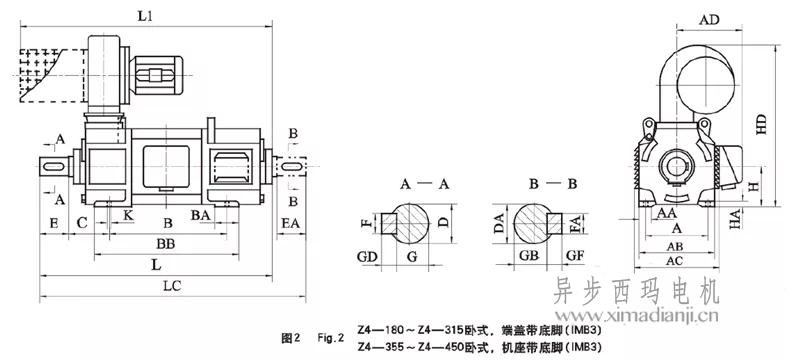 L1
AD
HD
A
A
B
B
K
BA
E
C
B
EA
BB
L
LC
A — A
F
D
GD
G
B — B
DA
FA
GB
GF
H
HA
AA
A
AB
AC
异步西玛电机
www.ximadianji.cn
图2 Fig.2
Z4—180～Z4—315卧式，端盖带底脚(IMB3)
Z4—355～Z4—450卧式，机座带底脚(IMB3)